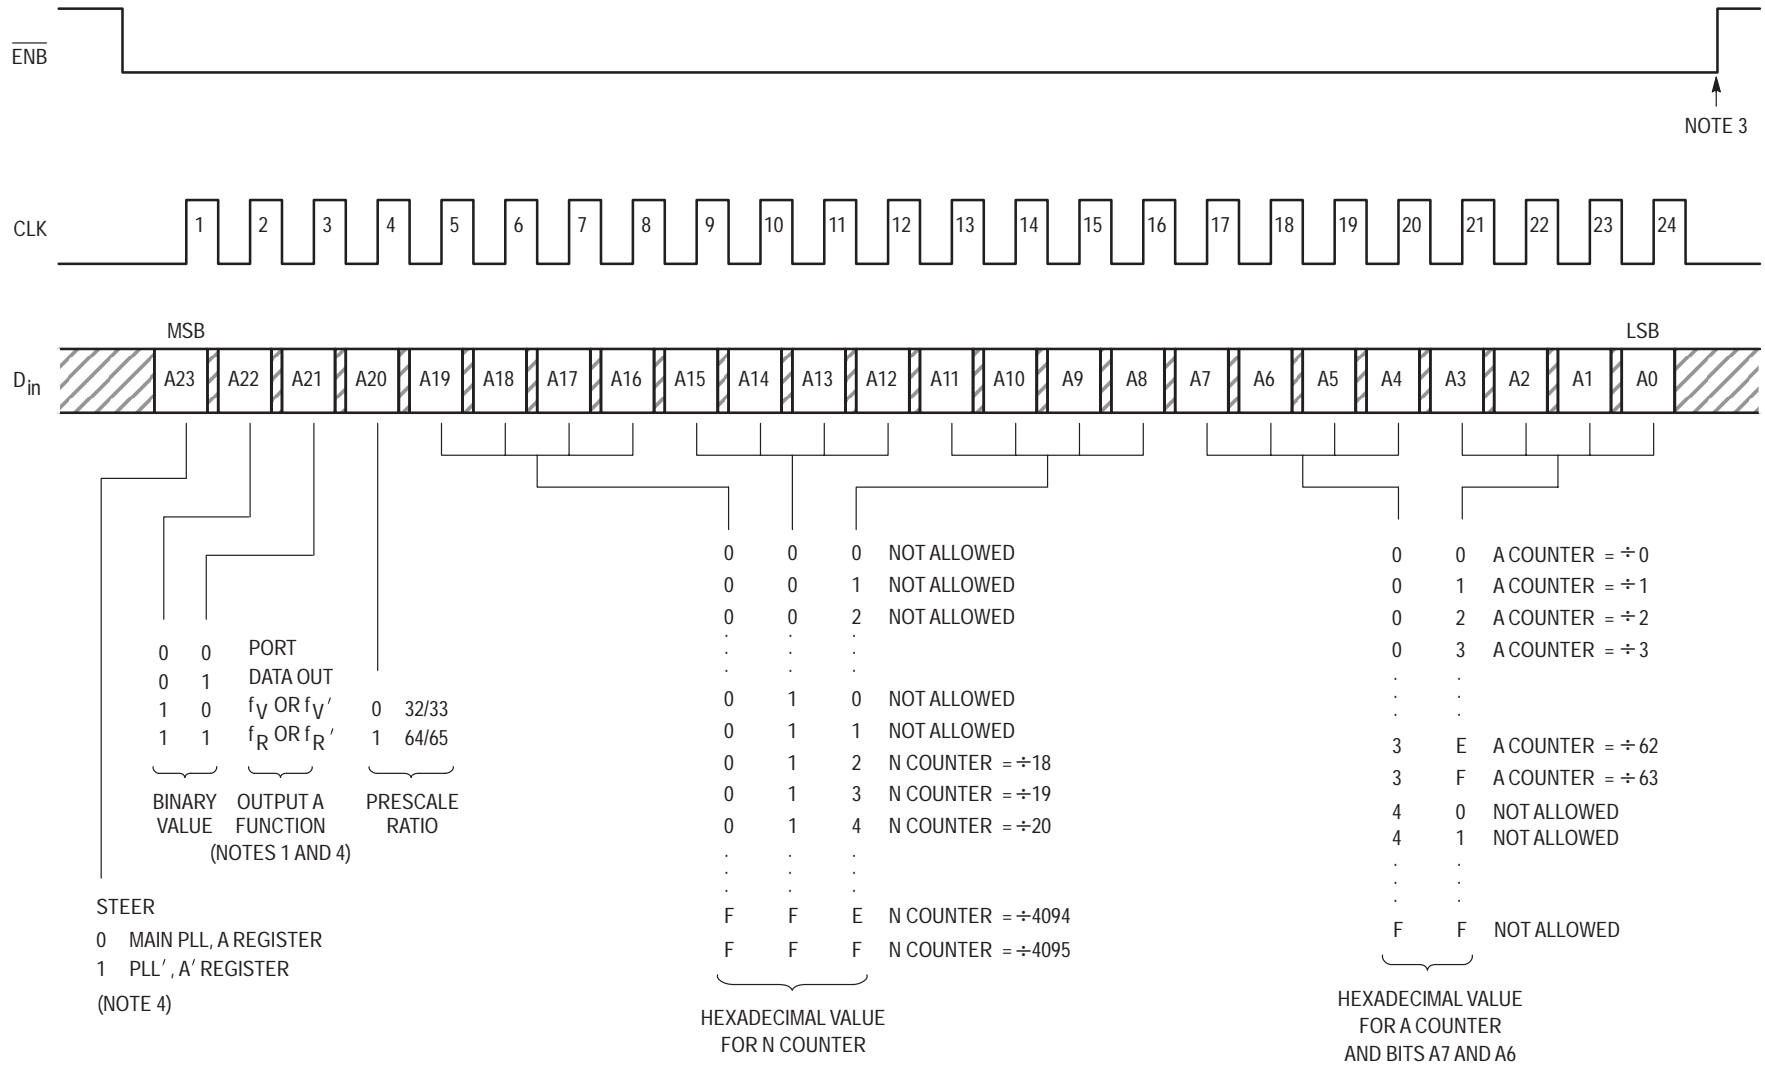 ENB
NOTE 3
CLK 1 2 3 4 5 6 7 8 9 10 11 12 13 14 15 16 17 18 19 20 21 22 23 24
MSB LSB
Din A23 A22 A21 A20 A19 A18 A17 A16 A15 A14 A13 A12 A11 A10 A9 A8 A7 A6 A5 A4 A3 A2 A1 A0
0 0 PORT
0 1 DATA OUT
1 0 fV OR fV′
1 1 fR OR fR′
BINARY
VALUE
OUTPUT A
FUNCTION
(NOTES 1 AND 4)
0 32/33
1 64/65
PRESCALE
RATIO
STEER
0 MAIN PLL, A REGISTER
1 PLL′, A′ REGISTER
(NOTE 4)
0 0 0 NOT ALLOWED
0 0 1 NOT ALLOWED
0 0 2 NOT ALLOWED
. . .
. . .
. . .
0 1 0 NOT ALLOWED
0 1 1 NOT ALLOWED
0 1 2 N COUNTER = ÷18
0 1 3 N COUNTER = ÷19
0 1 4 N COUNTER = ÷20
. . .
. . .
. . .
F F E N COUNTER = ÷4094
F F F N COUNTER = ÷4095
HEXADECIMAL VALUE
FOR N COUNTER
0 0 A COUNTER = ÷0
0 1 A COUNTER = ÷1
0 2 A COUNTER = ÷2
0 3 A COUNTER = ÷3
. .
. .
. .
3 E A COUNTER = ÷62
3 F A COUNTER = ÷63
4 0 NOT ALLOWED
4 1 NOT ALLOWED
. .
. .
. .
F F NOT ALLOWED
HEXADECIMAL VALUE
FOR A COUNTER
AND BITS A7 AND A6